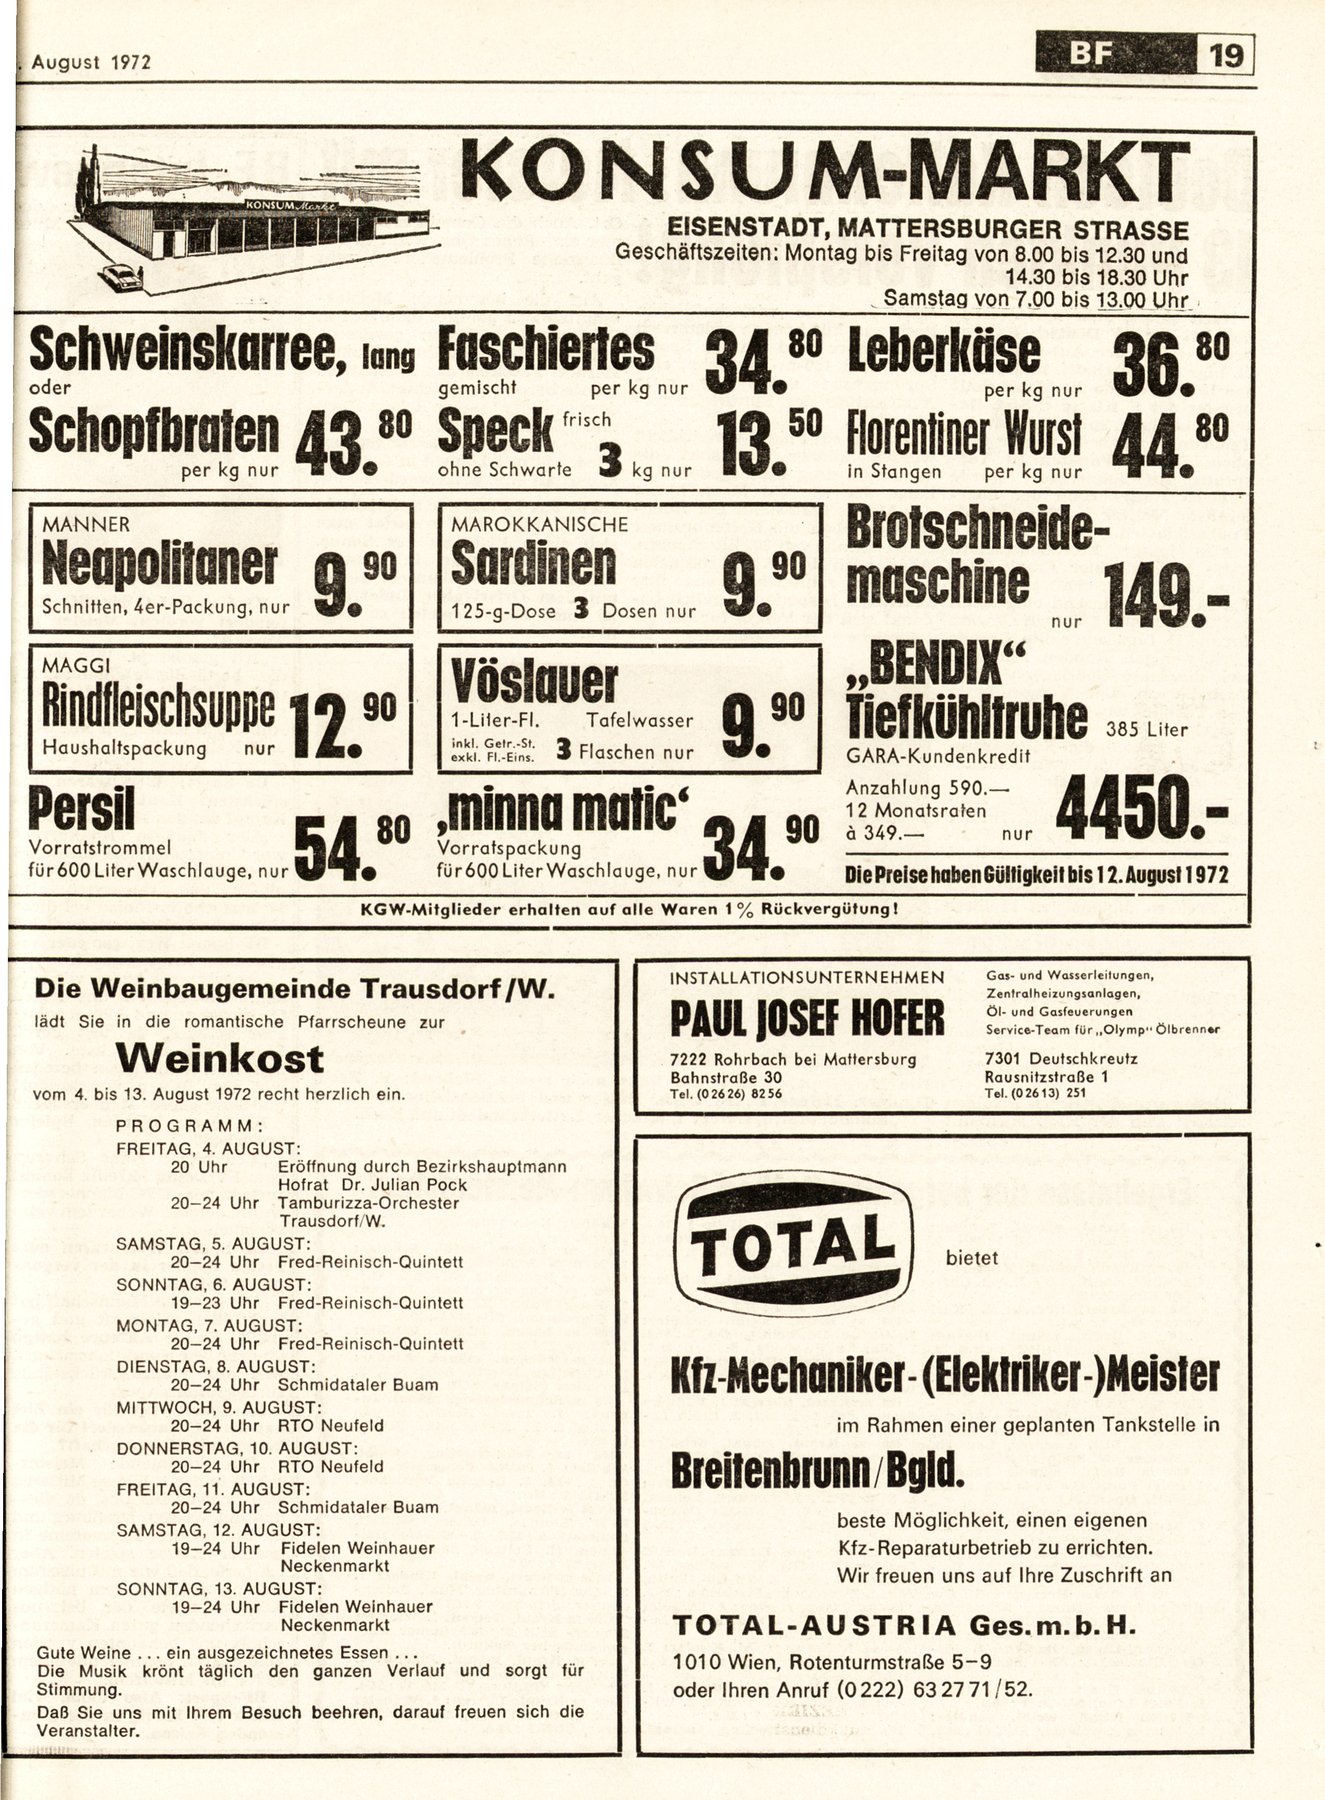 . August 1972
BF 19
KONSUM Markt
KONSUM-MARKT
EISENSTADT, MATTERSBURGER STRASSE
Geschäftszeiten: Montag bis Freitag von 8.00 bis 12.30 und
14.30 bis 18.30 Uhr
Samstag von 7.00 bis 13.00 Uhr
Schweinskarree, lang
oder
Schopfbraten 43.80
per kg nur
Faschiertes 34.80
gemischt per kg nur
Speck frisch 13.50
ohne Schwarte 3 kg nur
Leberkäse 36.80
per kg nur
Florentiner Wurst 44.80
in Stangen per kg nur
MANNER
Neapolitaner 9.90
Schnitten, 4er-Packung, nur
MAROKKANISCHE
Sardinen 9.90
125-g-Dose 3 Dosen nur
MAGGI
Rindfleischsuppe 12.90
Haushaltspackung nur
Vöslauer
1-Liter-Fl. Tafelwasser 9.90
inkl. Getr.-St.
exkl. Fl.-Eins. 3 Flaschen nur
Persil
Vorratstrommel 54.80
für 600 Liter Waschlauge, nur
‚minna matic‘
Vorratspackung 34.90
für 600 Liter Waschlauge, nur
Brotschneide-
maschine 149.-
nur
„BENDIX“
Tiefkühltruhe 385 Liter
GARA-Kundenkredit
Anzahlung 590.—
12 Monatsraten 4450.-
à 349.— nur
Die Preise haben Gültigkeit bis 12. August 1972
KGW-Mitglieder erhalten auf alle Waren 1% Rückvergütung!
Die Weinbaugemeinde Trausdorf/W.
lädt Sie in die romantische Pfarrscheune zur
Weinkost
vom 4. bis 13. August 1972 recht herzlich ein.
PROGRAMM:
FREITAG, 4. AUGUST:
20 Uhr Eröffnung durch Bezirkshauptmann
Hofrat Dr. Julian Pock
20–24 Uhr Tamburizza-Orchester
Trausdorf/W.
SAMSTAG, 5. AUGUST:
20–24 Uhr Fred-Reinisch-Quintett
SONNTAG, 6. AUGUST:
19–23 Uhr Fred-Reinisch-Quintett
MONTAG, 7. AUGUST:
20–24 Uhr Fred-Reinisch-Quintett
DIENSTAG, 8. AUGUST:
20–24 Uhr Schmidataler Buam
MITTWOCH, 9. AUGUST:
20–24 Uhr RTO Neufeld
DONNERSTAG, 10. AUGUST:
20–24 Uhr RTO Neufeld
FREITAG, 11. AUGUST:
20–24 Uhr Schmidataler Buam
SAMSTAG, 12. AUGUST:
19–24 Uhr Fidelen Weinhauer
Neckenmarkt
SONNTAG, 13. AUGUST:
19–24 Uhr Fidelen Weinhauer
Neckenmarkt
Gute Weine ... ein ausgezeichnetes Essen ...
Die Musik krönt täglich den ganzen Verlauf und sorgt für
Stimmung.
Daß Sie uns mit Ihrem Besuch beehren, darauf freuen sich die
Veranstalter.
INSTALLATIONSUNTERNEHMEN
PAUL JOSEF HOFER
7222 Rohrbach bei Mattersburg
Bahnstraße 30
Tel. (0 26 26) 82 56
Gas- und Wasserleitungen,
Zentralheizungsanlagen,
Öl- und Gasfeuerungen
Service-Team für „Olymp“ Ölbrenner
7301 Deutschkreutz
Rausnitzstraße 1
Tel. (0 26 13) 251
TOTAL bietet
Kfz-Mechaniker-(Elektriker-)Meister
im Rahmen einer geplanten Tankstelle in
Breitenbrunn/Bgld.
beste Möglichkeit, einen eigenen
Kfz-Reparaturbetrieb zu errichten.
Wir freuen uns auf Ihre Zuschrift an
TOTAL-AUSTRIA Ges.m.b.H.
1010 Wien, Rotenturmstraße 5–9
oder Ihren Anruf (0 222) 63 27 71/52.